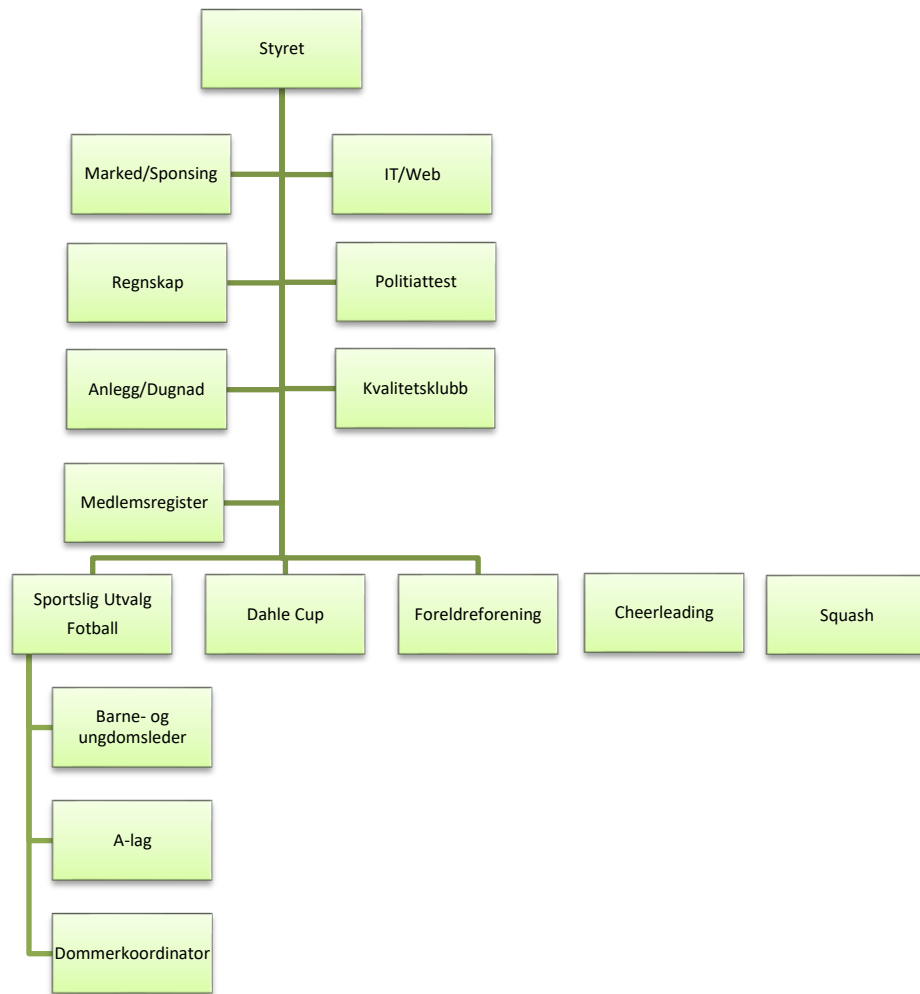 Styret
Marked/Sponsing
IT/Web
Regnskap
Politiattest
Anlegg/Dugnad
Kvalitetsklubb
Medlemsregister
Sportslig Utvalg
Fotball
Dahle Cup
Foreldreforening
Cheerleading
Squash
Barne- og
ungdomsleder
A-lag
Dommerkoordinator